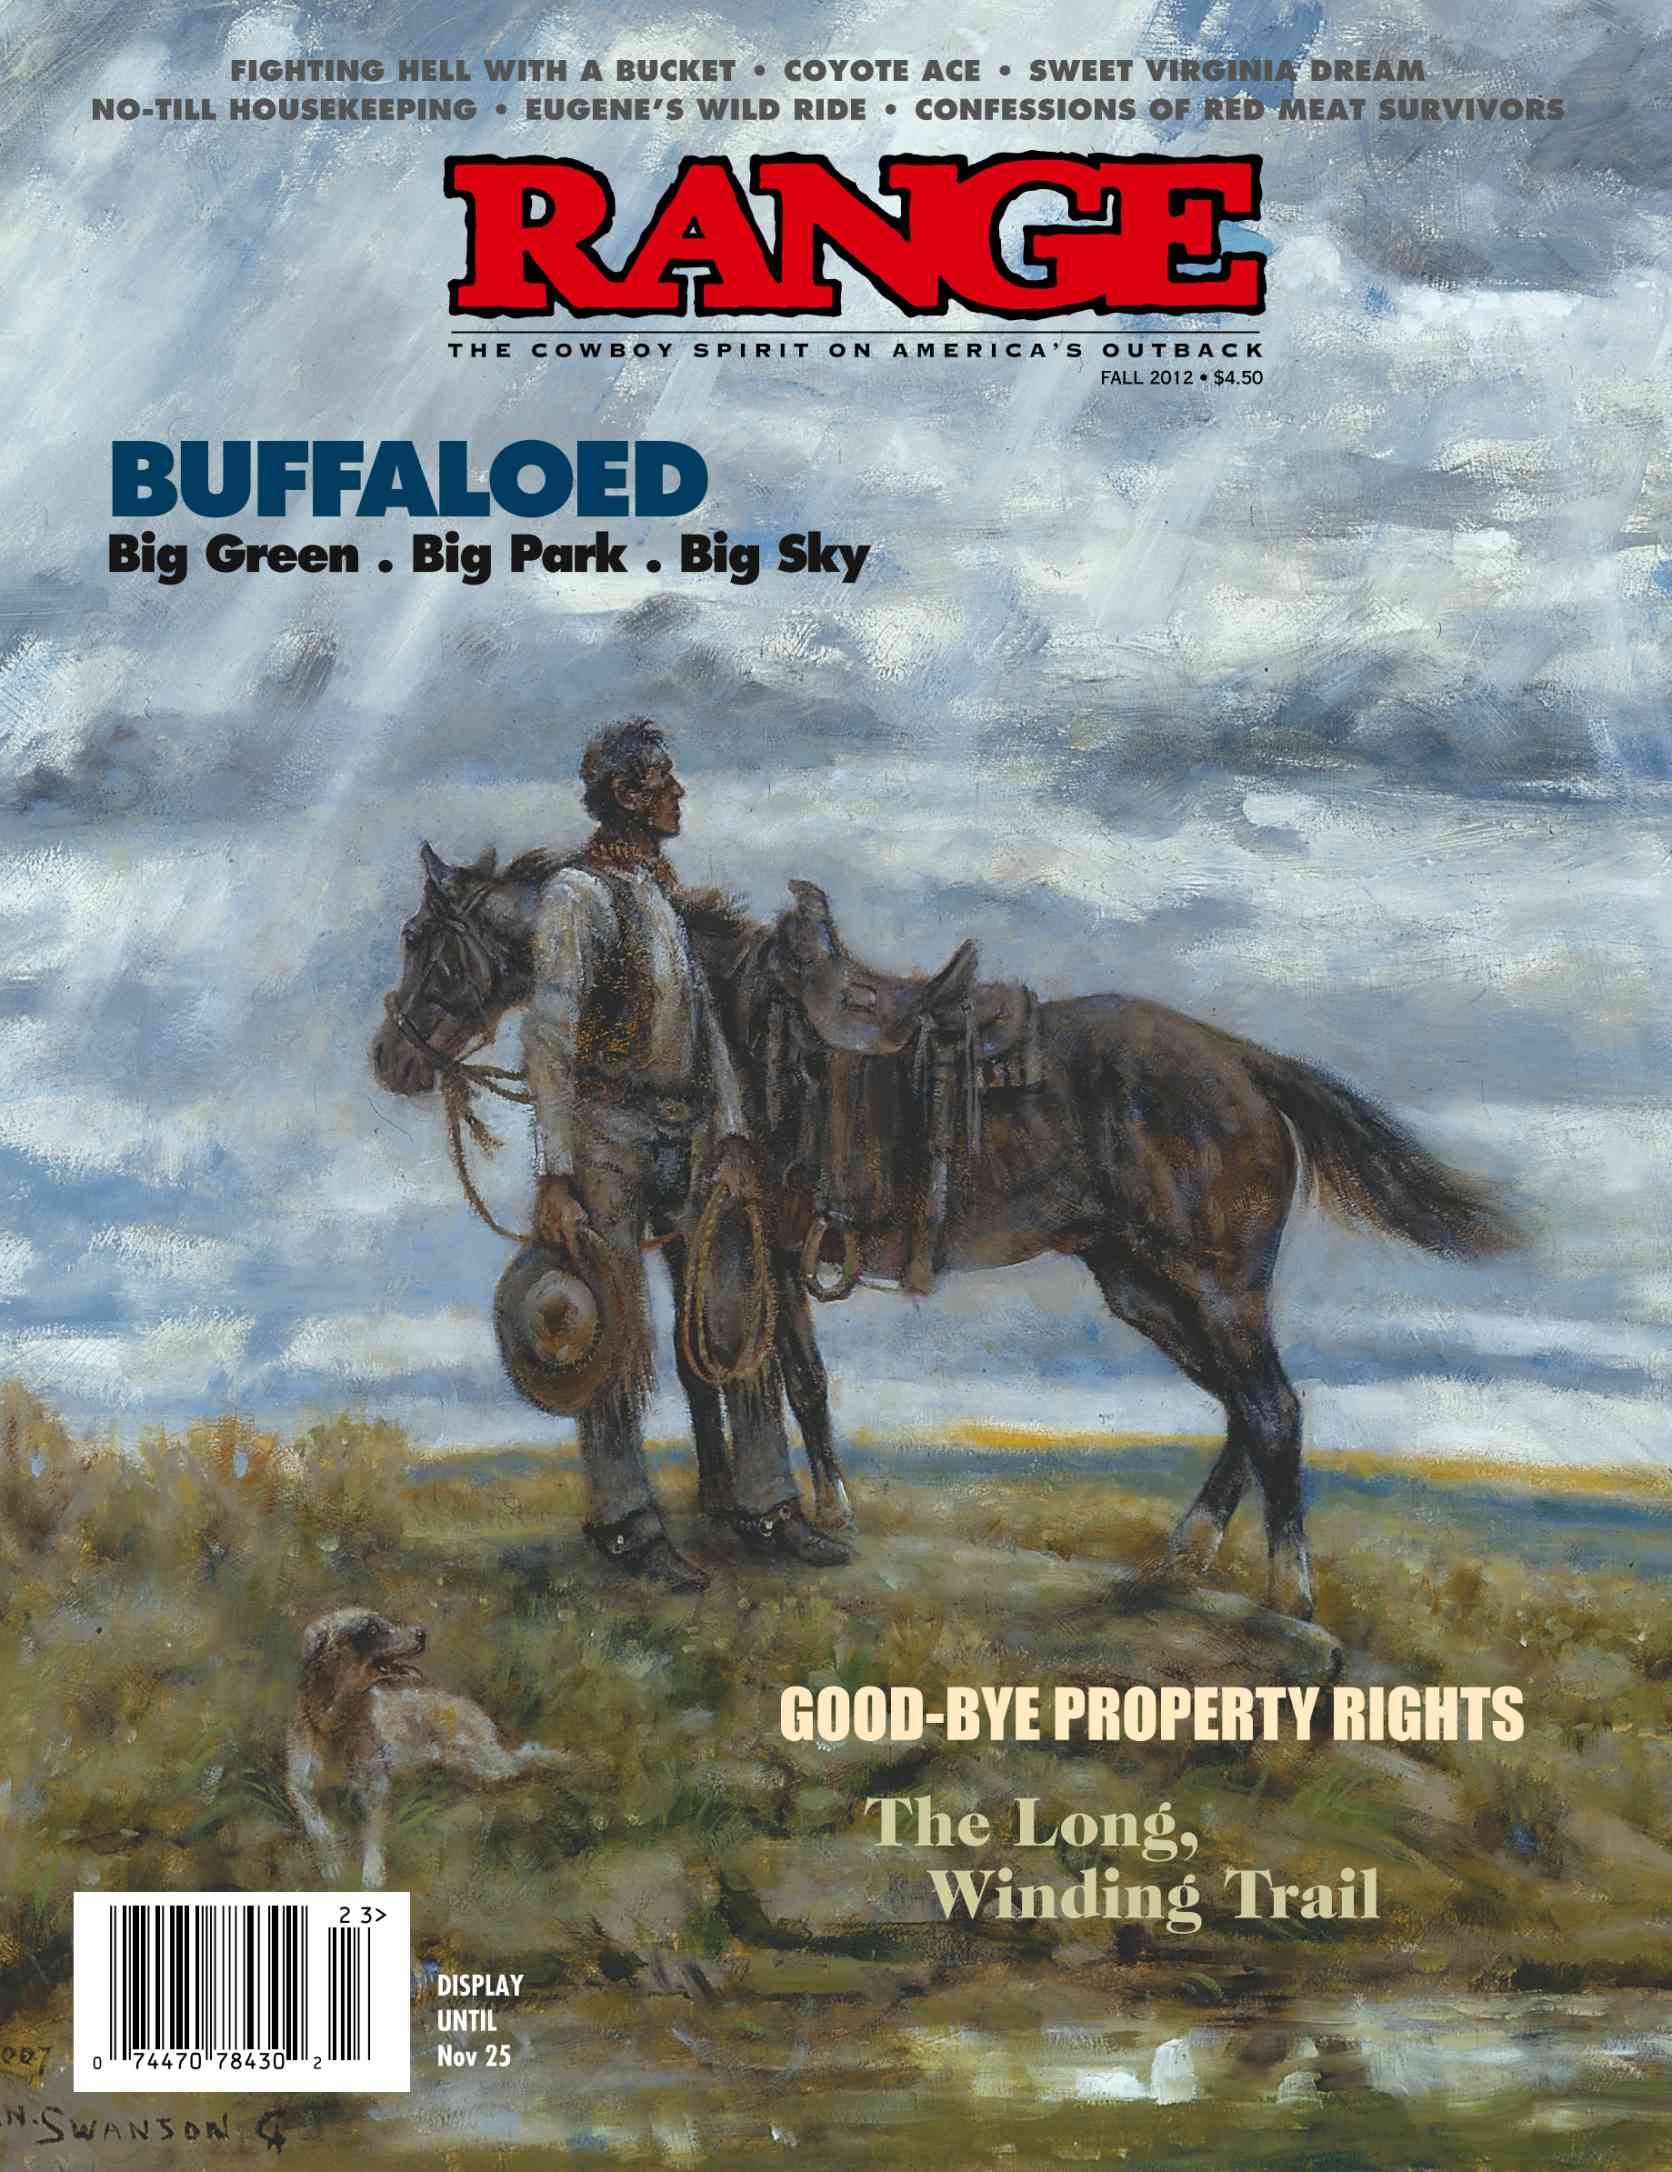 FIGHTING HELL WITH A BUCKET • COYOTE ACE • SWEET VIRGINIA DREAM
NO-TILL HOUSEKEEPING • EUGENE'S WILD RIDE • CONFESSIONS OF RED MEAT SURVIVORS
RANGE
THE COWBOY SPIRIT ON AMERICA'S OUTBACK
FALL 2012 • $4.50
BUFFALOED
Big Green . Big Park . Big Sky
GOOD-BYE PROPERTY RIGHTS
The Long,
Winding Trail
2 3>
0 74470 78430 2
DISPLAY
UNTIL
Nov 25
007
N. SWANSON